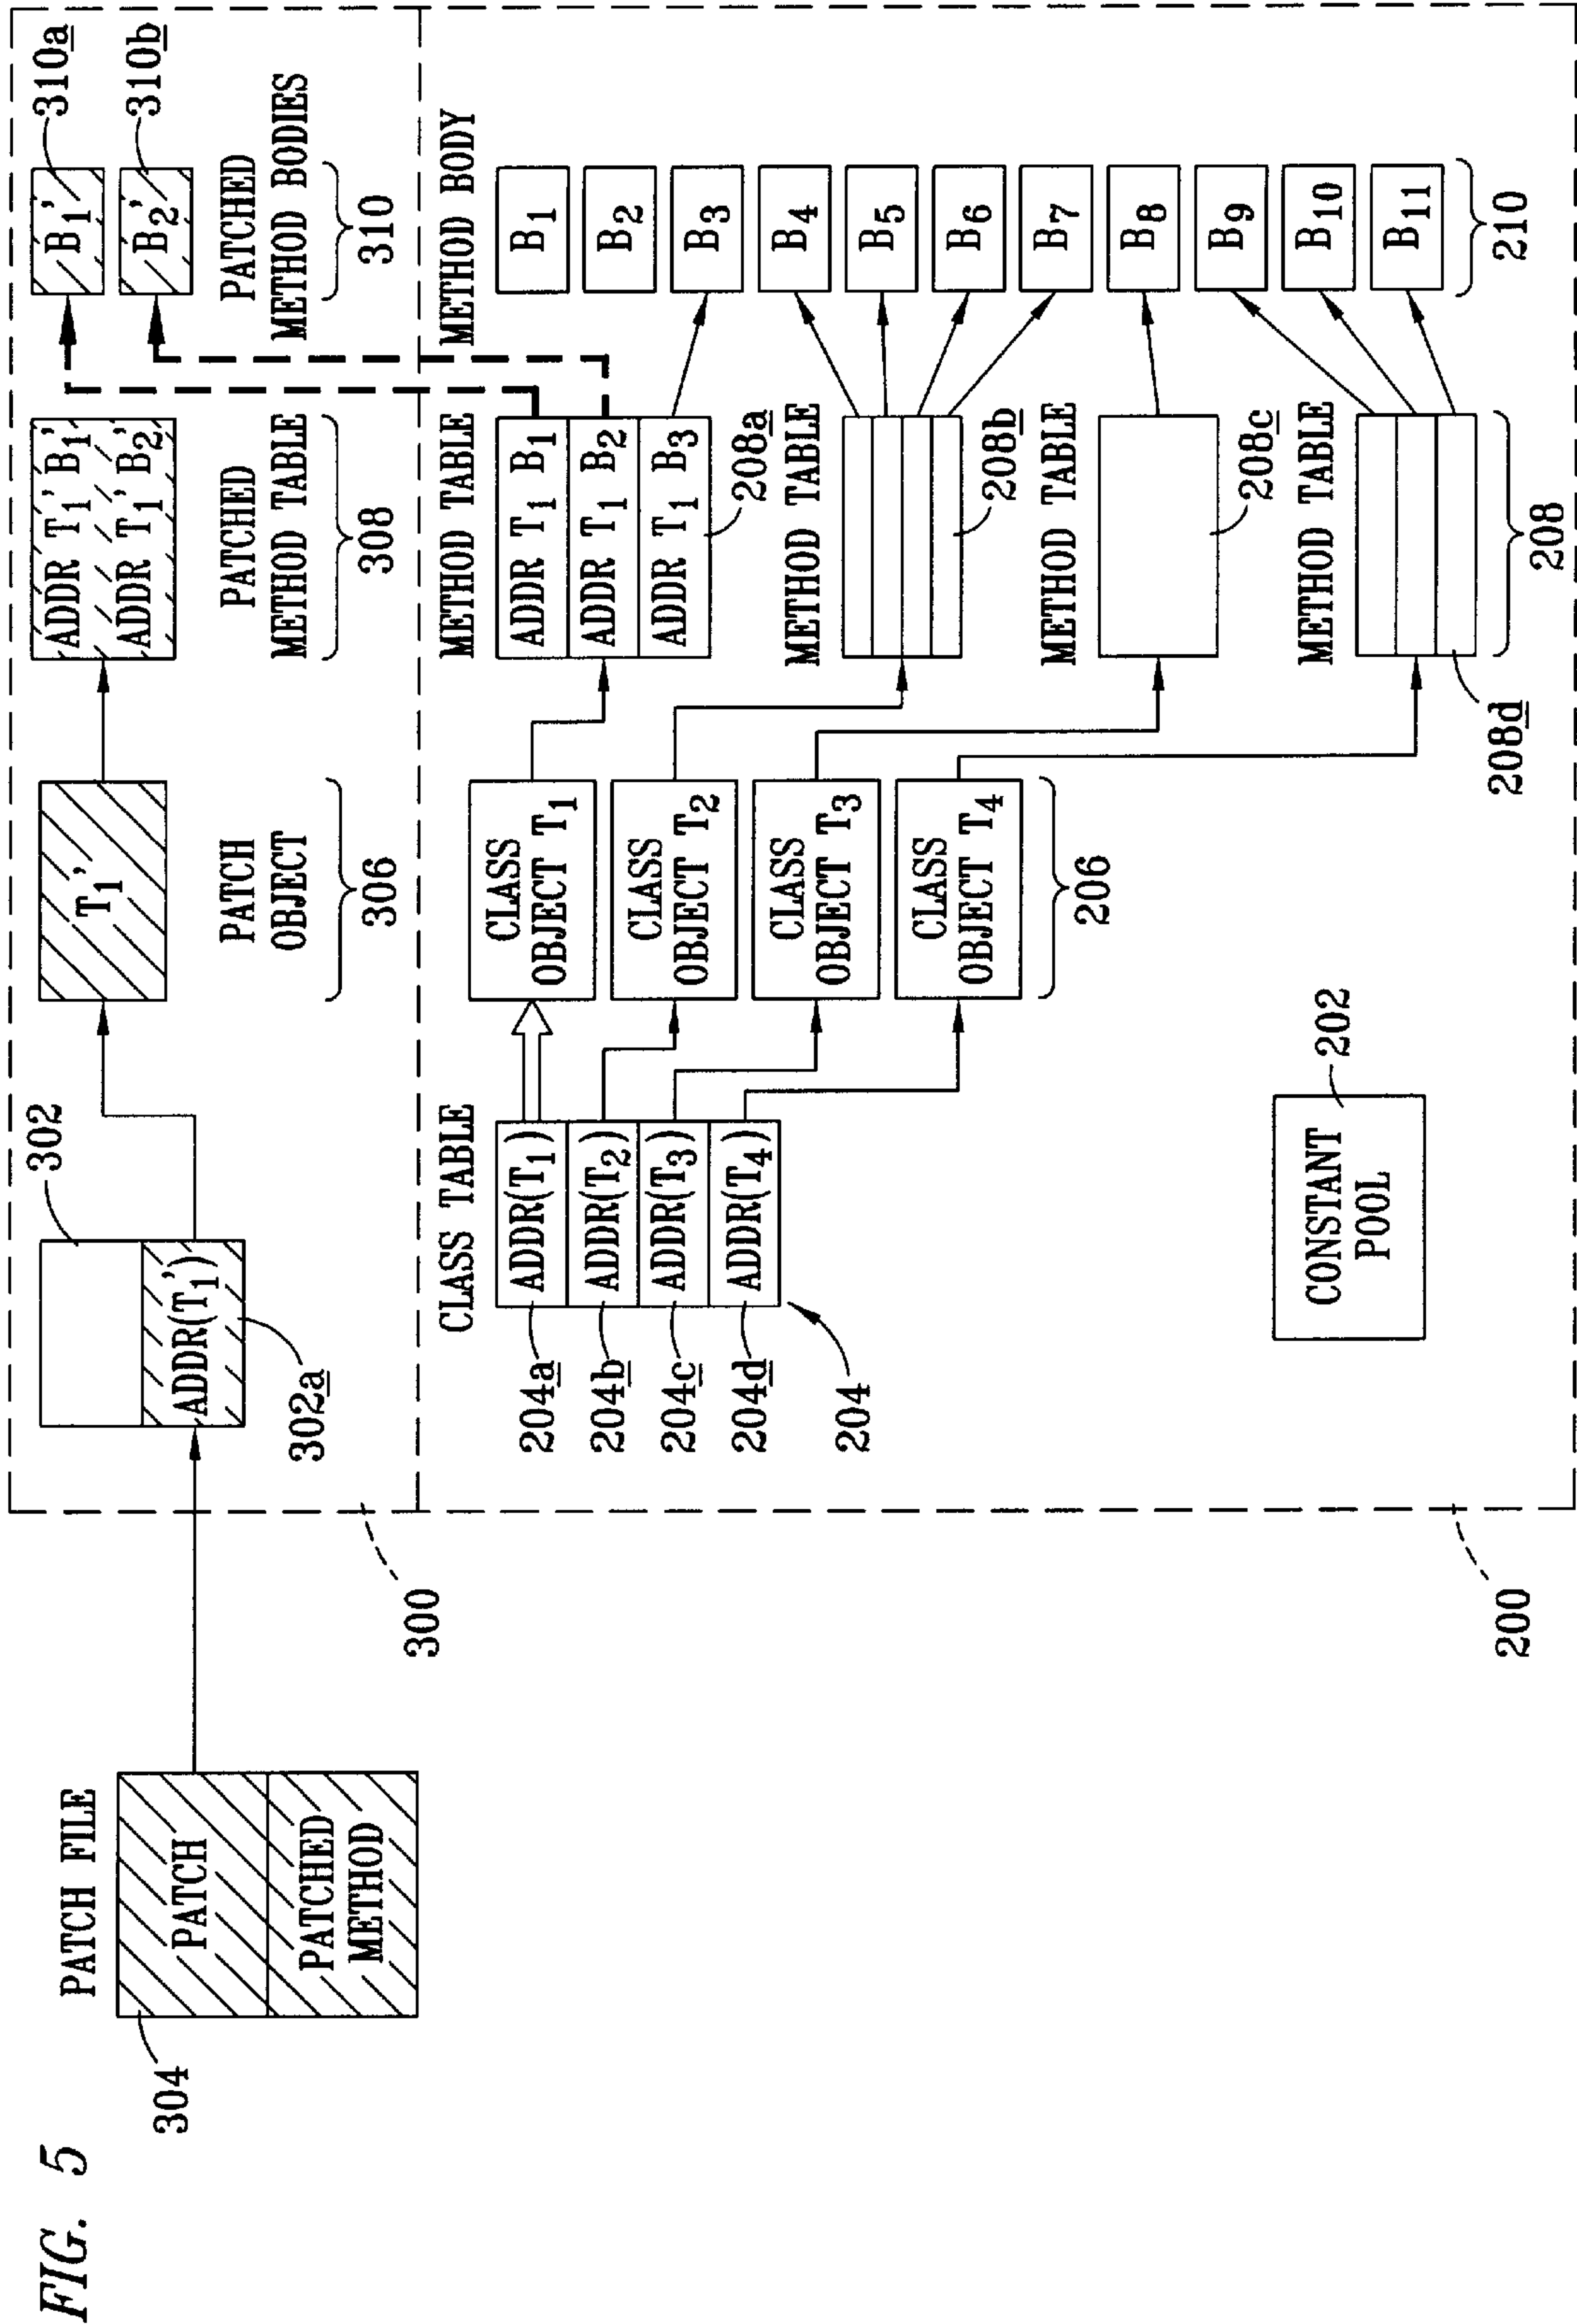 FIG. 5
PATCH FILE
PATCH
PATCHED
METHOD
304
302
ADDR(T1')
302a
T1'
PATCH
OBJECT
306
ADDR T1' B1'
ADDR T1' B2'
PATCHED
METHOD TABLE
308
B1'
B2'
310a
310b
PATCHED
METHOD BODIES
310
300
CLASS TABLE
ADDR(T1)
ADDR(T2)
ADDR(T3)
ADDR(T4)
204a
204b
204c
204d
204
CLASS
OBJECT T1
CLASS
OBJECT T2
CLASS
OBJECT T3
CLASS
OBJECT T4
206
METHOD TABLE
ADDR T1 B1
ADDR T1 B2
ADDR T1 B3
208a
METHOD TABLE
208b
METHOD TABLE
208c
METHOD TABLE
208d
208
METHOD BODY
B1
B2
B3
B4
B5
B6
B7
B8
B9
B10
B11
210
CONSTANT
POOL
202
200